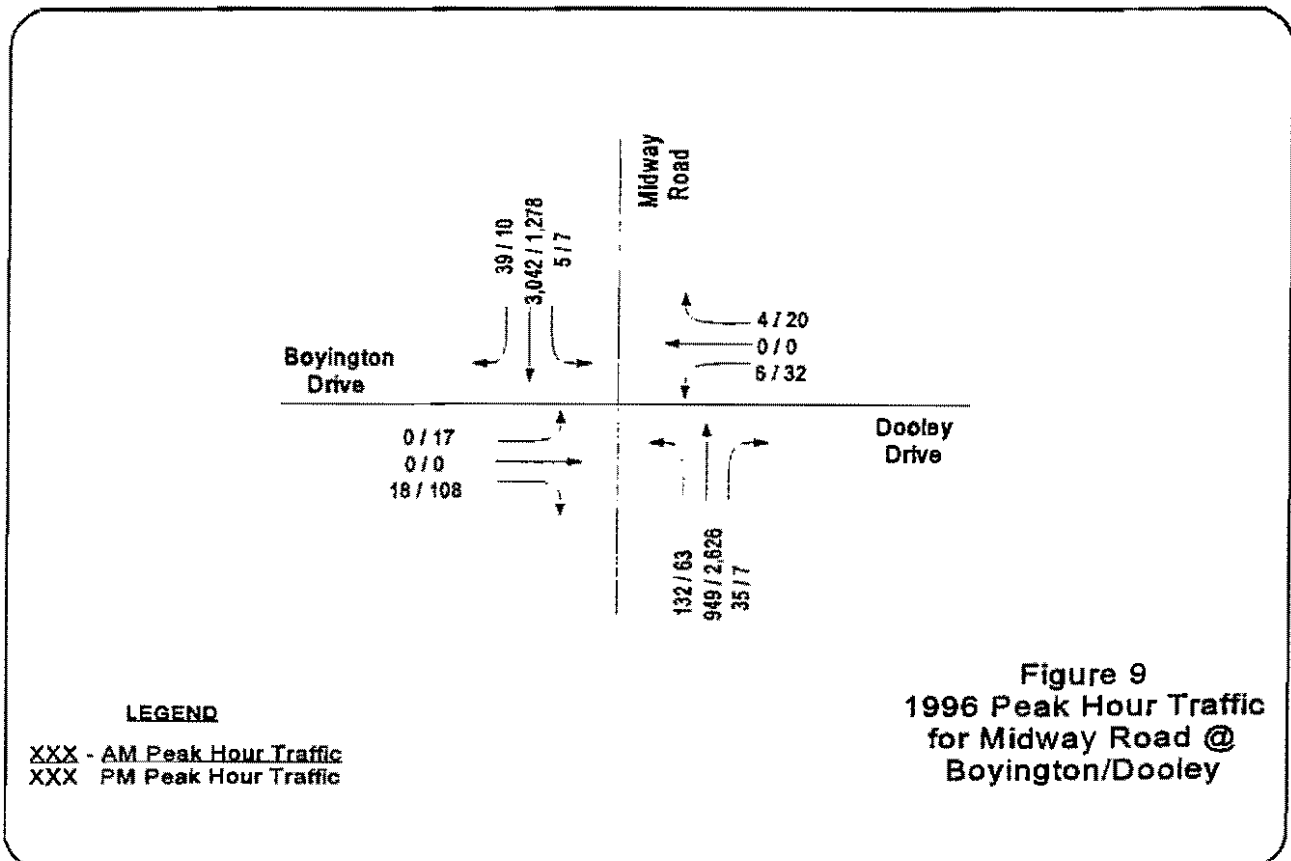 Midway
Road
39 / 10
3,042 / 1,278
5 / 7
4 / 20
0 / 0
6 / 32
Boyington
Drive
0 / 17
0 / 0
18 / 108
Dooley
Drive
132 / 63
949 / 2,626
35 / 7
LEGEND
XXX - AM Peak Hour Traffic
XXX PM Peak Hour Traffic
Figure 9
1996 Peak Hour Traffic
for Midway Road @
Boyington/Dooley